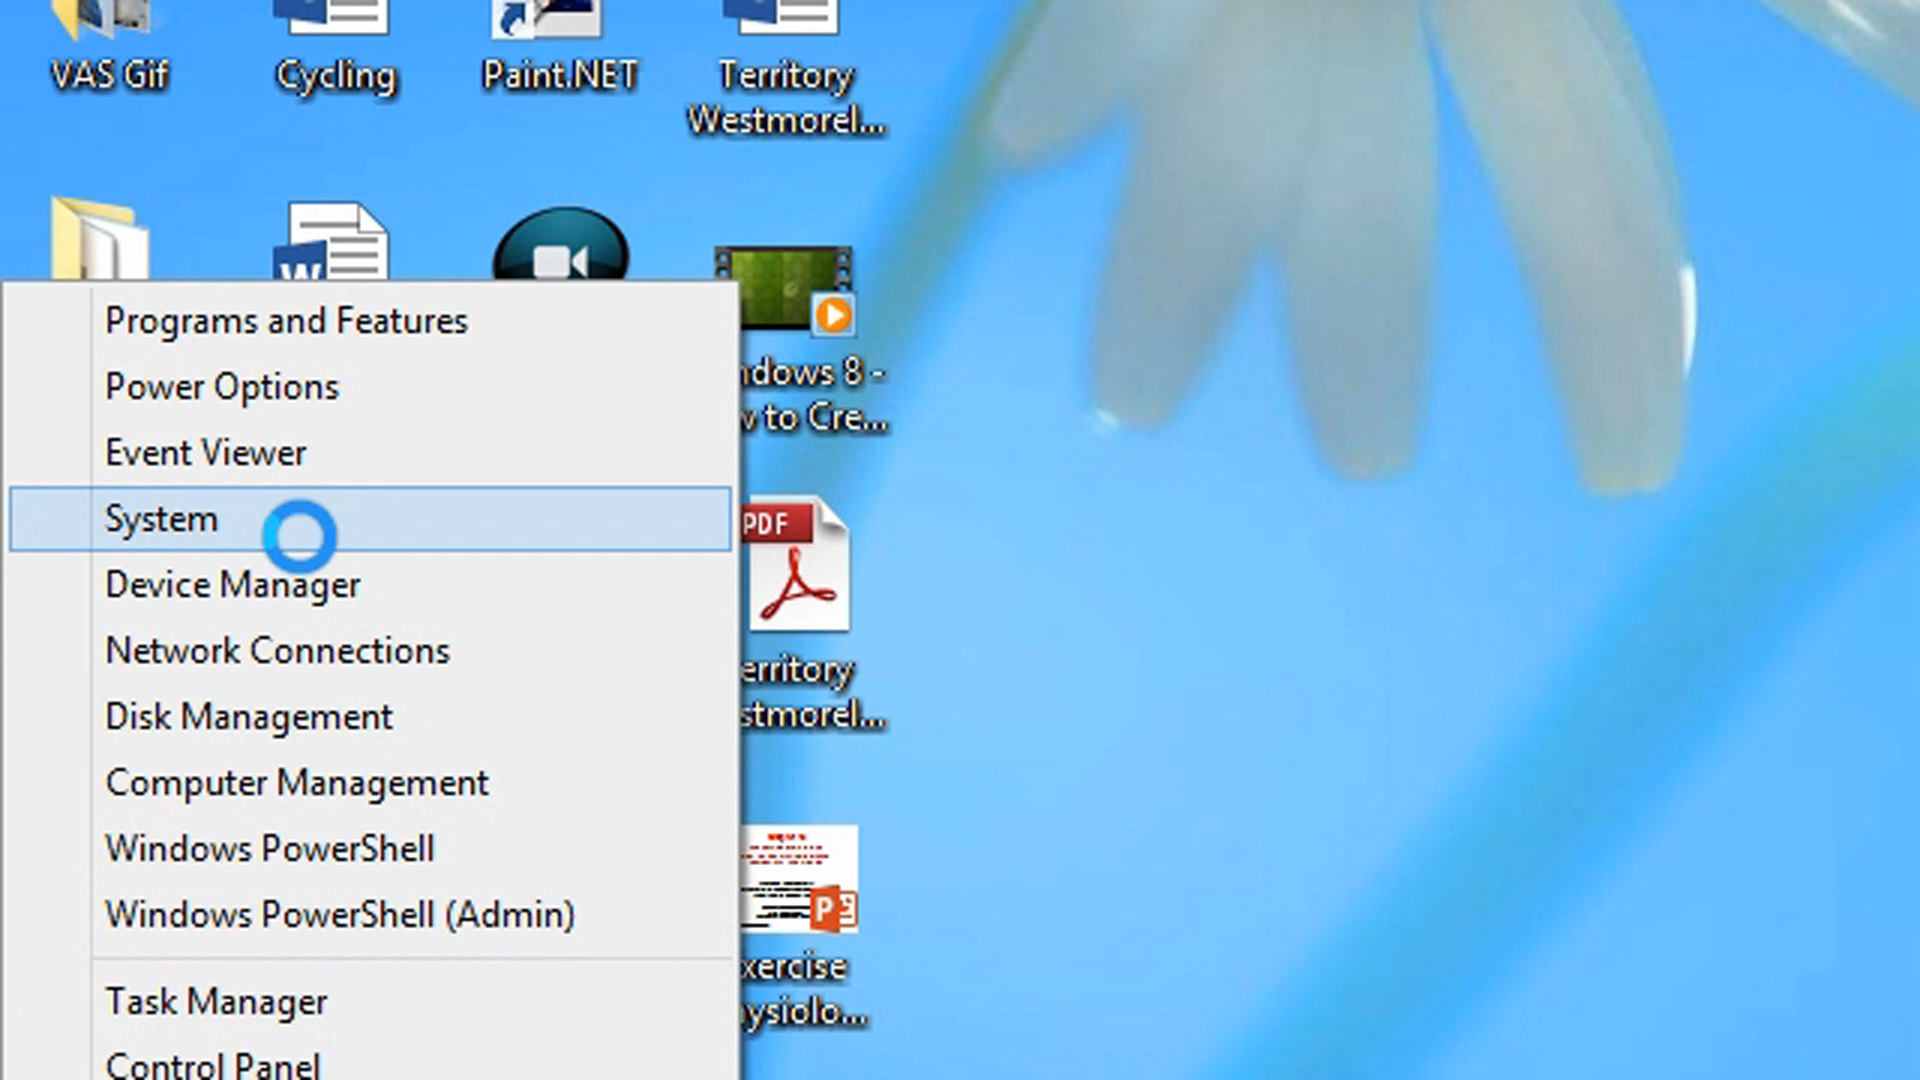 VAS Gif
Cycling
Paint.NET
Territory
Westmorel...
W
Programs and Features
Power Options
Event Viewer
System
Device Manager
Network Connections
Disk Management
Computer Management
Windows PowerShell
Windows PowerShell (Admin)
Task Manager
Control Panel
ndows 8 -
w to Cre...
PDF
erritory
stmorel...
P
xercise
ysiolo...